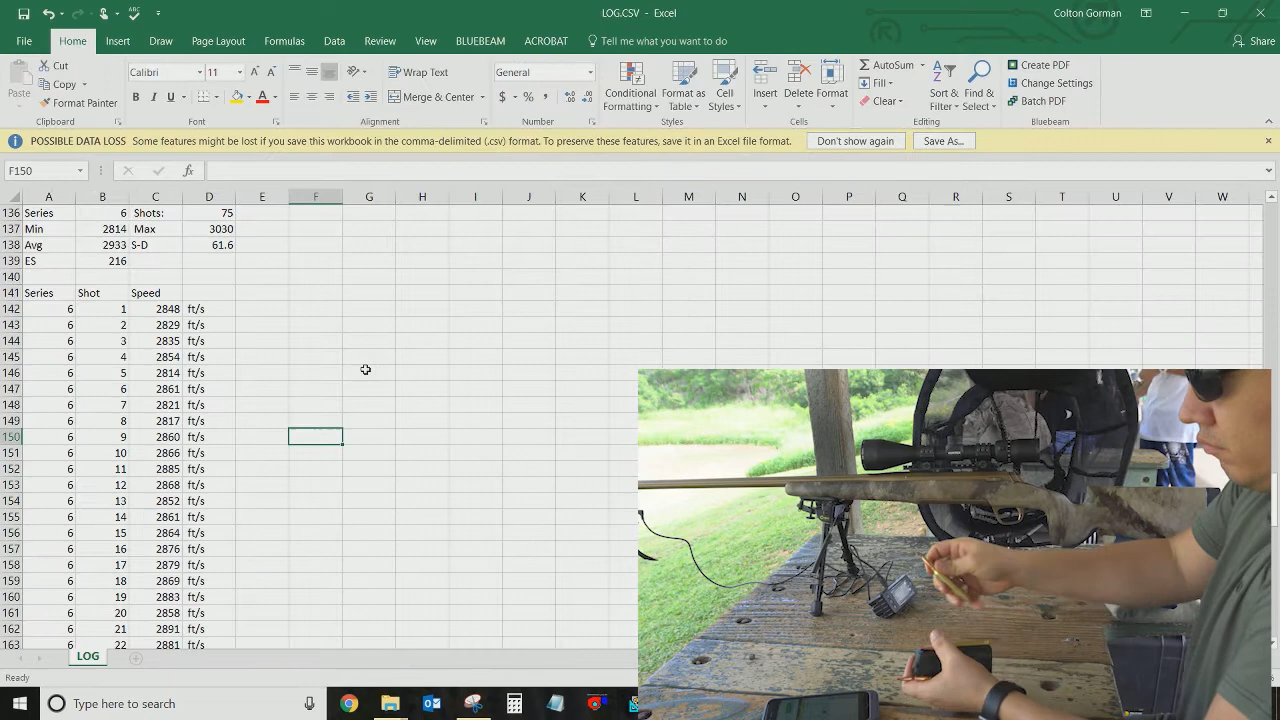 LOG.CSV - Excel
Colton Gorman
File Home Insert Draw Page Layout Formulas Data Review View BLUEBEAM ACROBAT Tell me what you want to do Share
Cut
Copy
Format Painter
Paste
Clipboard
Calibri 11
B I U
Font
Wrap Text
Merge & Center
Alignment
General
$ % ,
Number
Conditional Formatting
Format as Table
Cell Styles
Styles
Insert Delete Format
Cells
AutoSum
Fill
Clear
Sort & Filter
Find & Select
Editing
Create PDF
Change Settings
Batch PDF
Bluebeam
POSSIBLE DATA LOSS Some features might be lost if you save this workbook in the comma-delimited (.csv) format. To preserve these features, save it in an Excel file format. Don't show again Save As...
F150 fx
A B C D E F G H I J K L M N O P Q R S T U V W
136 Series 6 Shots: 75
137 Min 2814 Max 3030
138 Avg 2933 S-D 61.6
139 ES 216
140
141 Series Shot Speed
142 6 1 2848 ft/s
143 6 2 2829 ft/s
144 6 3 2835 ft/s
145 6 4 2854 ft/s
146 6 5 2814 ft/s
147 6 6 2861 ft/s
148 6 7 2821 ft/s
149 6 8 2817 ft/s
150 6 9 2860 ft/s
151 6 10 2866 ft/s
152 6 11 2885 ft/s
153 6 12 2868 ft/s
154 6 13 2852 ft/s
155 6 14 2861 ft/s
156 6 15 2864 ft/s
157 6 16 2876 ft/s
158 6 17 2879 ft/s
159 6 18 2869 ft/s
160 6 19 2883 ft/s
161 6 20 2858 ft/s
162 6 21 2891 ft/s
163 6 22 2881 ft/s
LOG
Ready
Type here to search